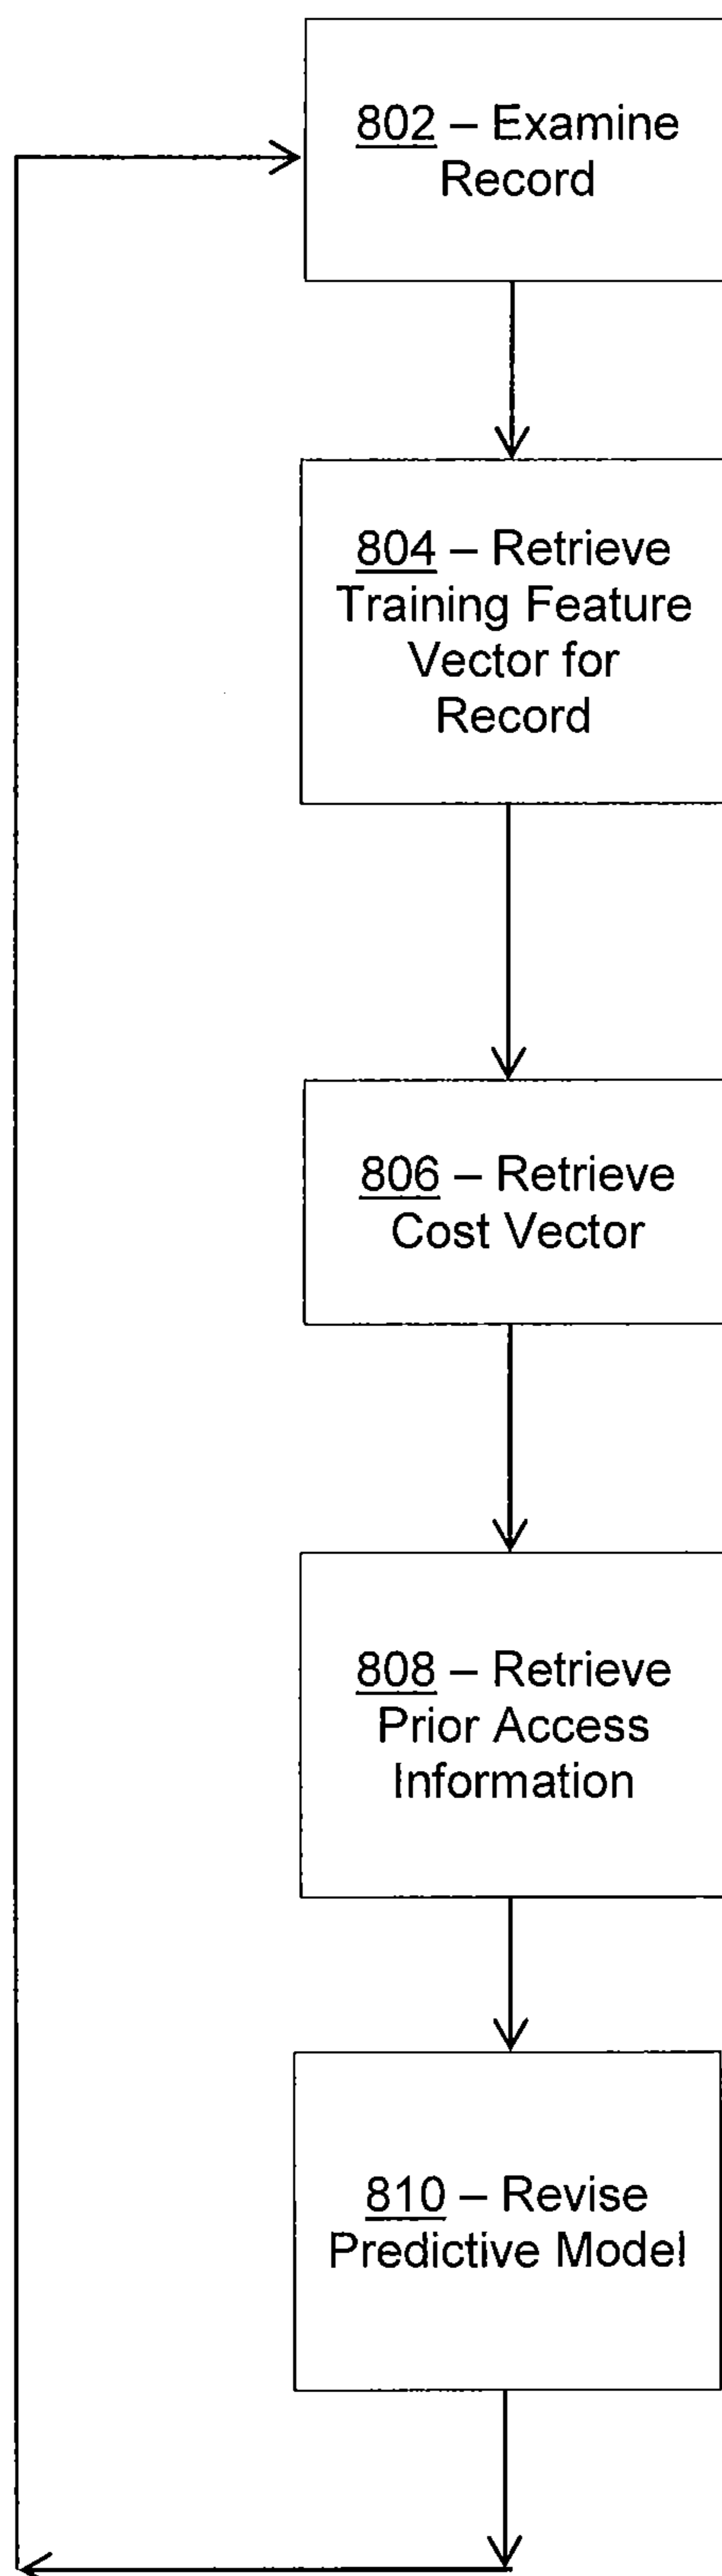 802 – Examine
Record
804 – Retrieve
Training Feature
Vector for
Record
806 – Retrieve
Cost Vector
808 – Retrieve
Prior Access
Information
810 – Revise
Predictive Model